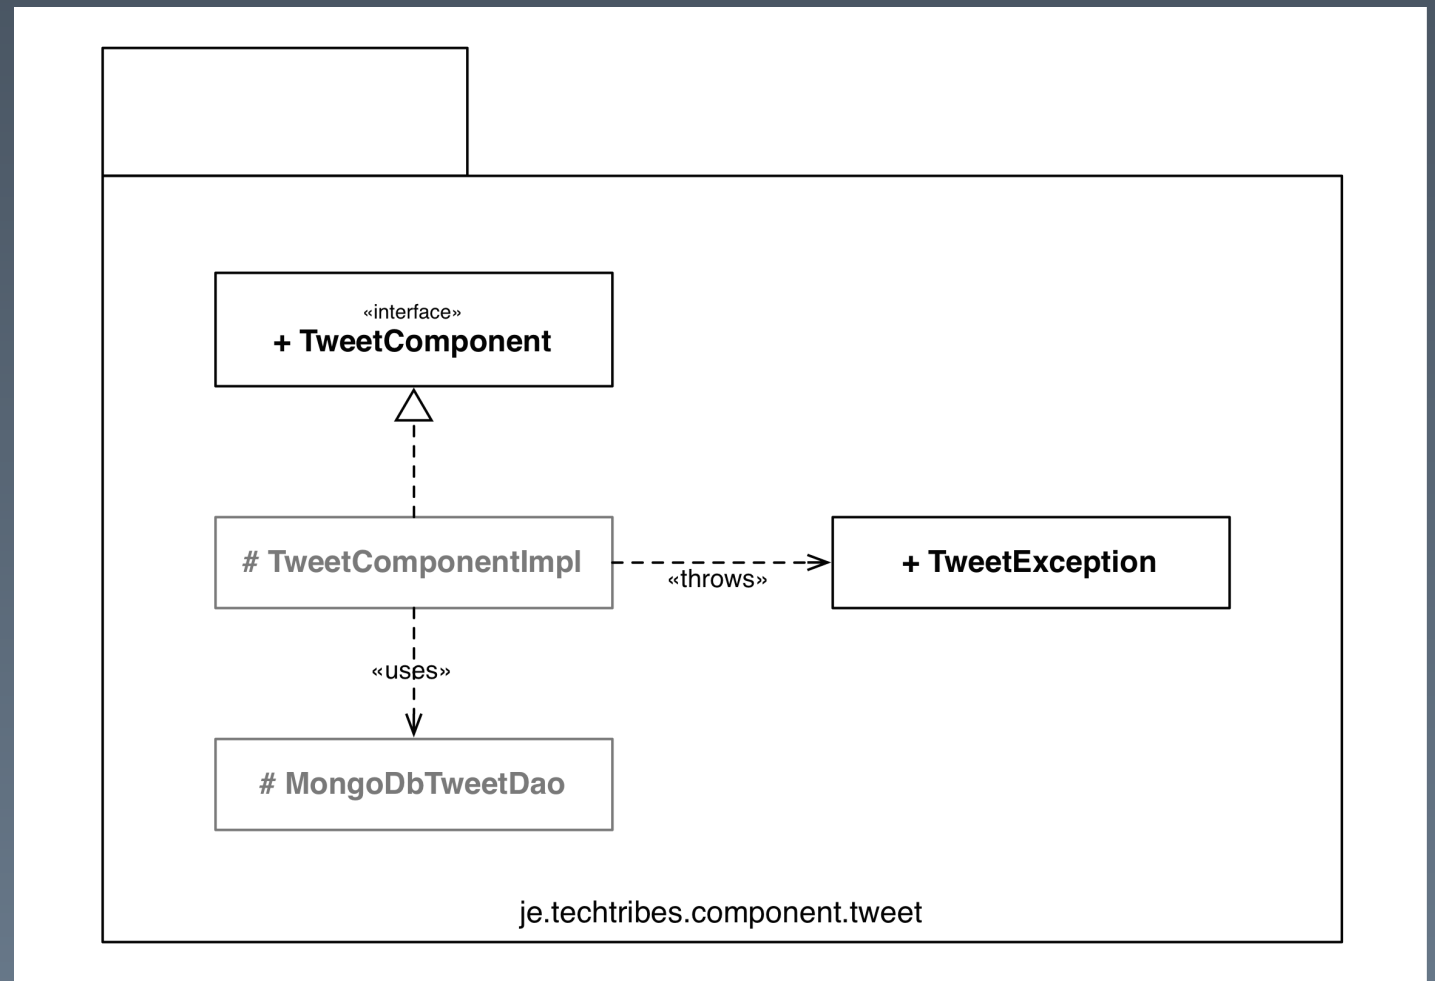 «interface»
+ TweetComponent
# TweetComponentImpl
«throws»
+ TweetException
«uses»
# MongoDbTweetDao
je.techtribes.component.tweet